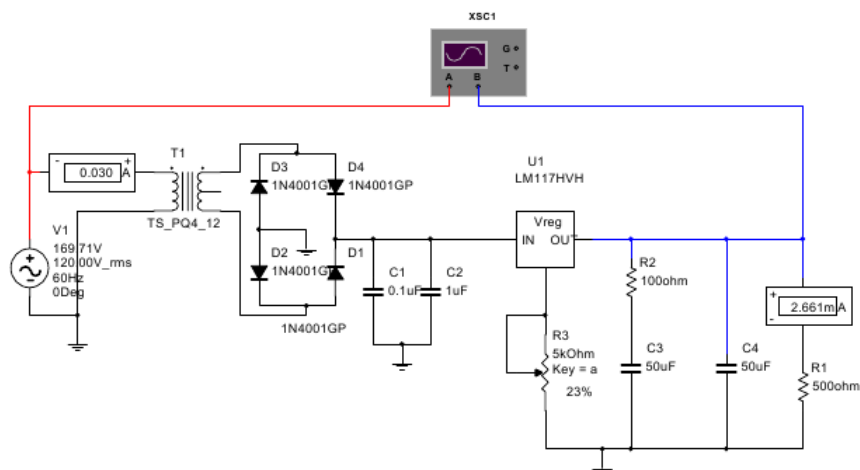 XSC1
G
T
A B
T1
- +
0.030 A
TS_PQ4_12
V1
169.71V
120.00V_rms
60Hz
0Deg
D3
1N4001GP
D4
1N4001GP
D2
1N4001GP
D1
1N4001GP
C1
0.1uF
C2
1uF
U1
LM117HVH
Vreg
IN OUT
R2
100ohm
R3
5kOhm
Key = a
23%
C3
50uF
C4
50uF
+
2.661m A
-
R1
500ohm